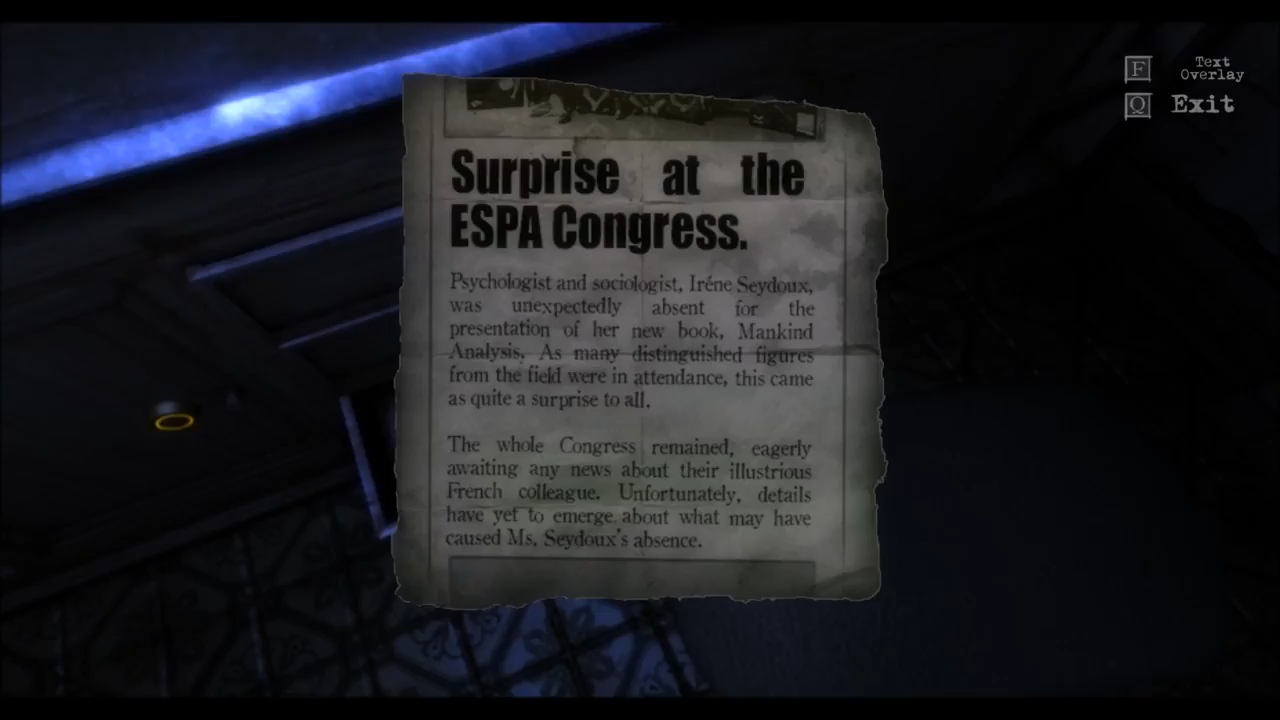 F Text
Overlay
Q Exit
Surprise at the
ESPA Congress.
Psychologist and sociologist, Iréne Seydoux,
was unexpectedly absent for the
presentation of her new book, Mankind
Analysis. As many distinguished figures
from the field were in attendance, this came
as quite a surprise to all.
The whole Congress remained, eagerly
awaiting any news about their illustrious
French colleague. Unfortunately, details
have yet to emerge about what may have
caused Ms. Seydoux's absence.